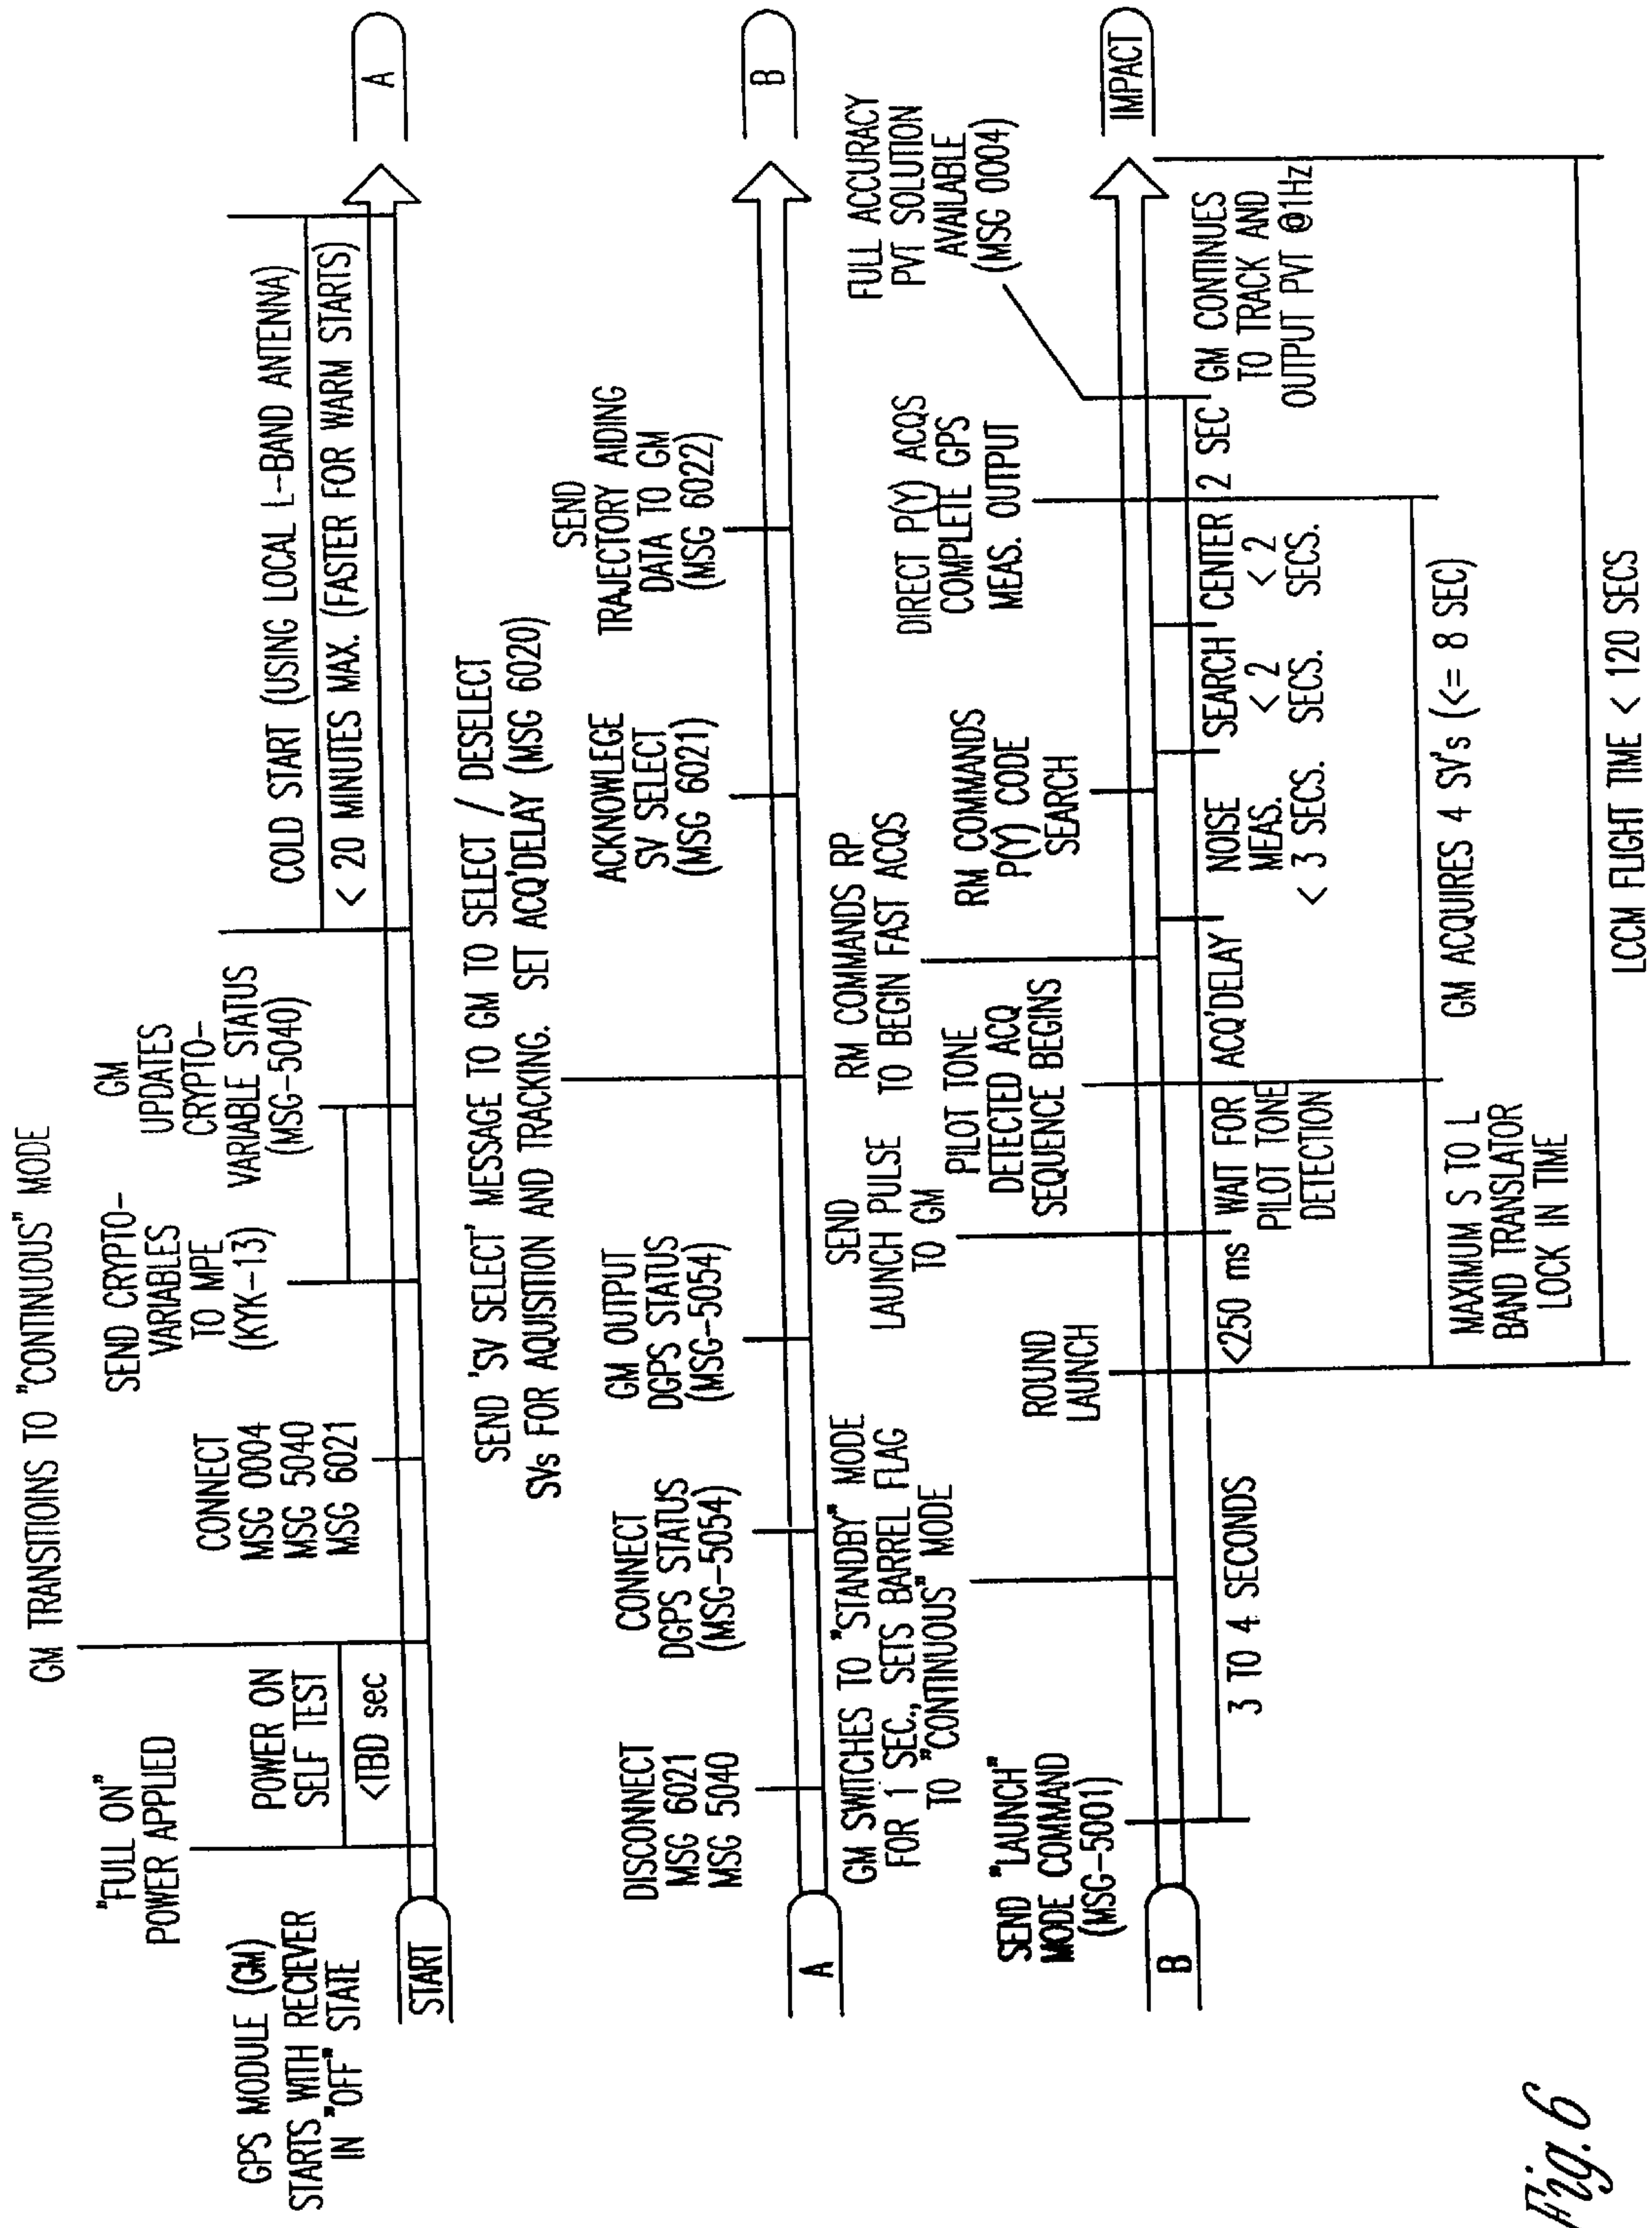 GM TRANSITIOINS TO "CONTINUOUS" MODE
"FULL ON"
POWER APPLIED
GPS MODULE (GM)
STARTS WITH RECIEVER
IN "OFF" STATE
START
POWER ON
SELF TEST
<TBD sec
CONNECT
MSG 0004
MSG 5040
MSG 6021
SEND CRYPTO-
VARIABLES
TO MPE
(KYK-13)
GM
UPDATES
CRYPTO-
VARIABLE STATUS
(MSG-5040)
COLD START (USING LOCAL L-BAND ANTENNA)
< 20 MINUTES MAX. (FASTER FOR WARM STARTS)
A
SEND 'SV SELECT' MESSAGE TO GM TO SELECT / DESELECT
SVs FOR AQUISITION AND TRACKING. SET ACQ'DELAY (MSG 6020)
A
DISCONNECT
MSG 6021
MSG 5040
CONNECT
DGPS STATUS
(MSG-5054)
GM OUTPUT
DGPS STATUS
(MSG-5054)
ACKNOWLEGE
SV SELECT
(MSG 6021)
SEND
TRAJECTORY AIDING
DATA TO GM
(MSG 6022)
B
B
SEND "LAUNCH"
MODE COMMAND
(MSG-5001)
GM SWITCHES TO "STANDBY" MODE
FOR 1 SEC., SETS BARREL FLAG
TO "CONTINUOUS" MODE
3 TO 4 SECONDS
ROUND
LAUNCH
<250 ms
SEND
LAUNCH PULSE
TO GM
WAIT FOR
PILOT TONE
DETECTION
PILOT TONE
DETECTED ACQ
SEQUENCE BEGINS
ACQ'DELAY
RM COMMANDS RP
TO BEGIN FAST ACQS
NOISE
MEAS.
< 3 SECS.
RM COMMANDS
P(Y) CODE
SEARCH
SEARCH
< 2
SECS.
CENTER
< 2
SECS.
DIRECT P(Y) ACQS
COMPLETE GPS
MEAS. OUTPUT
2 SEC
FULL ACCURACY
PVT SOLUTION
AVAILABLE
(MSG 0004)
GM CONTINUES
TO TRACK AND
OUTPUT PVT @1Hz
IMPACT
MAXIMUM S TO L
BAND TRANSLATOR
LOCK IN TIME
GM ACQUIRES 4 SV's (<= 8 SEC)
LCCM FLIGHT TIME < 120 SECS
Fig. 6